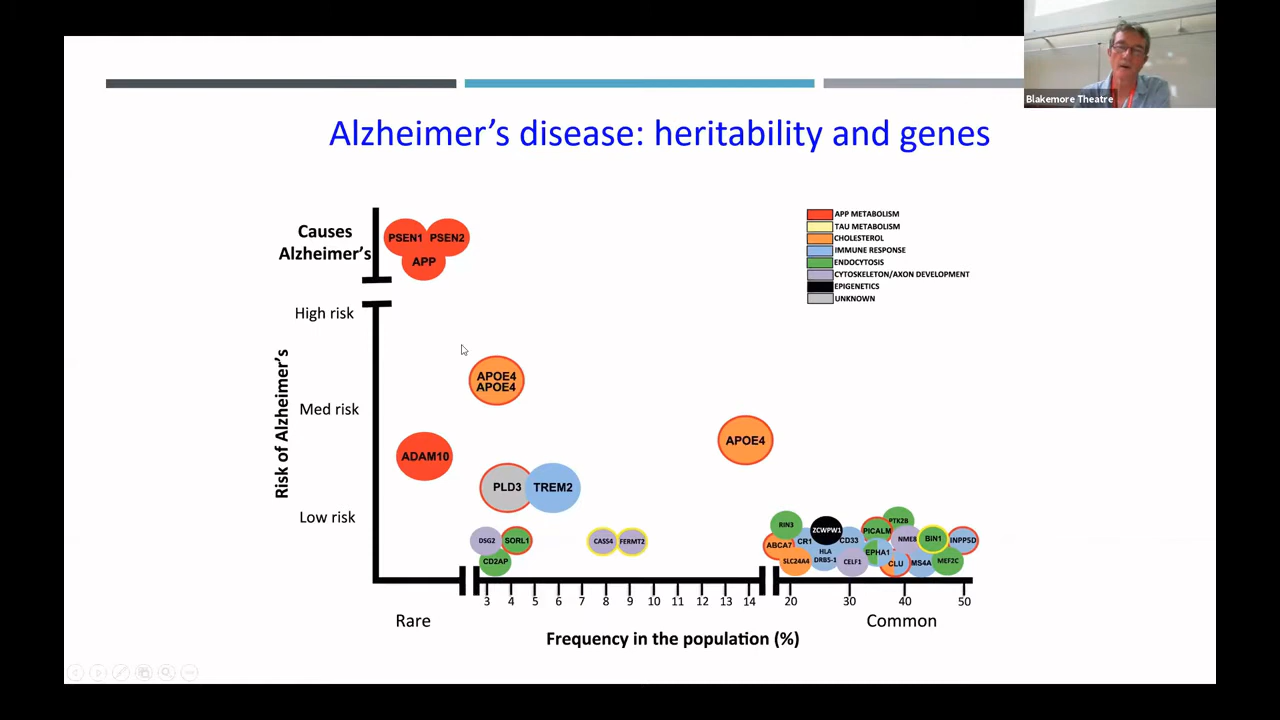 Blakemore Theatre
Alzheimer's disease: heritability and genes
Causes
Alzheimer's
High risk
Med risk
Low risk
Risk of Alzheimer's
PSEN1
PSEN2
APP
APOE4
APOE4
ADAM10
APOE4
PLD3
TREM2
DSG2
SORL1
CD2AP
CASS4
FERMT2
RIN3
ABCA7
CR1
SLC24A4
ZCWPW1
HLA
DRB5-1
CD33
CELF1
PICALM
PTK2B
EPHA1
NME8
CLU
BIN1
MS4A
INPP5D
MEF2C
APP METABOLISM
TAU METABOLISM
CHOLESTEROL
IMMUNE RESPONSE
ENDOCYTOSIS
CYTOSKELETON/AXON DEVELOPMENT
EPIGENETICS
UNKNOWN
3 4 5 6 7 8 9 10 11 12 13 14 20 30 40 50
Rare
Common
Frequency in the population (%)